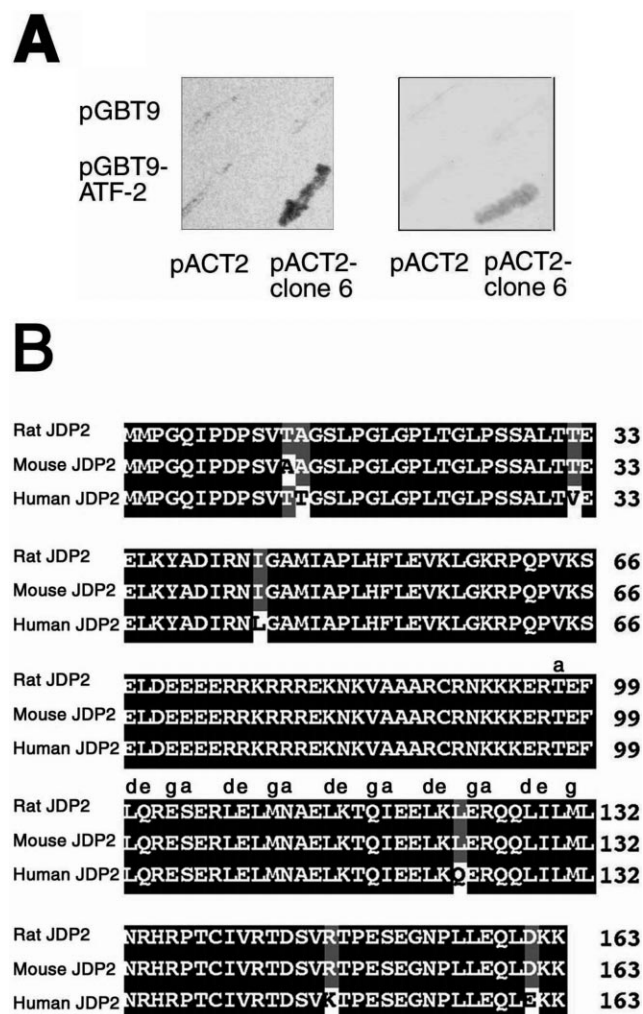 A
pGBT9
pGBT9-
ATF-2
pACT2 pACT2-
clone 6
pACT2 pACT2-
clone 6
B
Rat JDP2 MMPGQIPDPSVTAGSLPGLGPLTGLPSSALTTE 33
Mouse JDP2 MMPGQIPDPSVAAGSLPGLGPLTGLPSSALTTE 33
Human JDP2 MMPGQIPDPSVTTGSLPGLGPLTGLPSSALTVE 33
Rat JDP2 ELKYADIRNIGAMIAPLHFLEVKLGKRPQPVKS 66
Mouse JDP2 ELKYADIRNIGAMIAPLHFLEVKLGKRPQPVKS 66
Human JDP2 ELKYADIRNLGAMIAPLHFLEVKLGKRPQPVKS 66
a
Rat JDP2 ELDEEEERRKRRREKNKVAAARCRNKKKERTEF 99
Mouse JDP2 ELDEEEERRKRRREKNKVAAARCRNKKKERTEF 99
Human JDP2 ELDEEEERRKRRREKNKVAAARCRNKKKERTEF 99
de ga de ga de ga de ga de g
Rat JDP2 LQRESERLELMNAELKTQIEELKLERQQLILML 132
Mouse JDP2 LQRESERLELMNAELKTQIEELKLERQQLILML 132
Human JDP2 LQRESERLELMNAELKTQIEELKQERQQLILML 132
Rat JDP2 NRHRPTCIVRTDSVRTPESEGNPLLEQLDKK 163
Mouse JDP2 NRHRPTCIVRTDSVRTPESEGNPLLEQLDKK 163
Human JDP2 NRHRPTCIVRTDSVKTPESEGNPLLEQLEKK 163